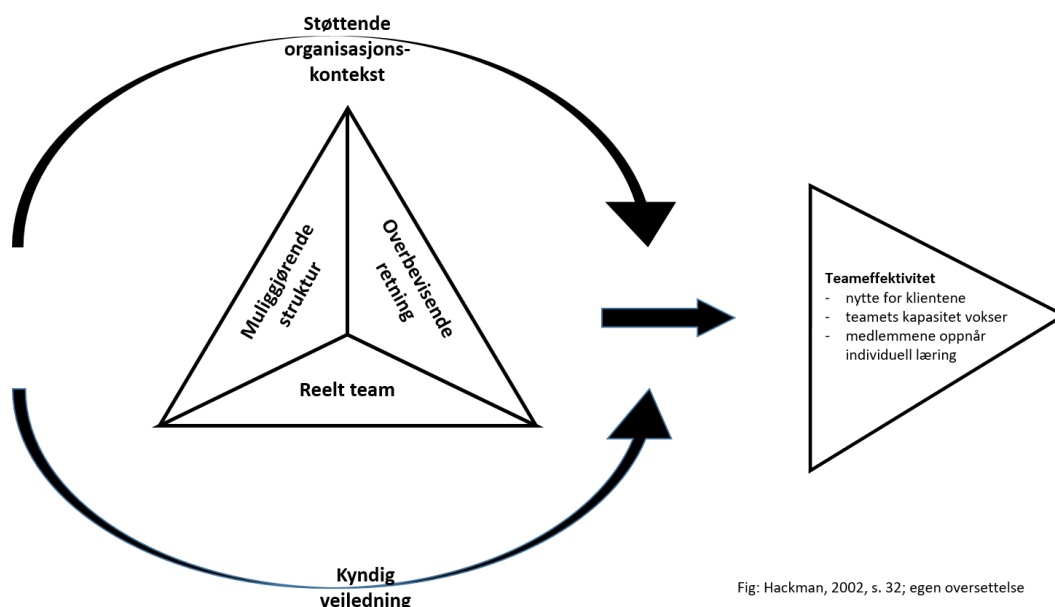 Støttende
organisasjons-
kontekst
Muliggjørende
struktur
Overbevisende
retning
Reelt team
Teameffektivitet
- nytte for klientene
- teamets kapasitet vokser
- medlemmene oppnår
individuell læring
Kyndig
veiledning
Fig: Hackman, 2002, s. 32; egen oversettelse